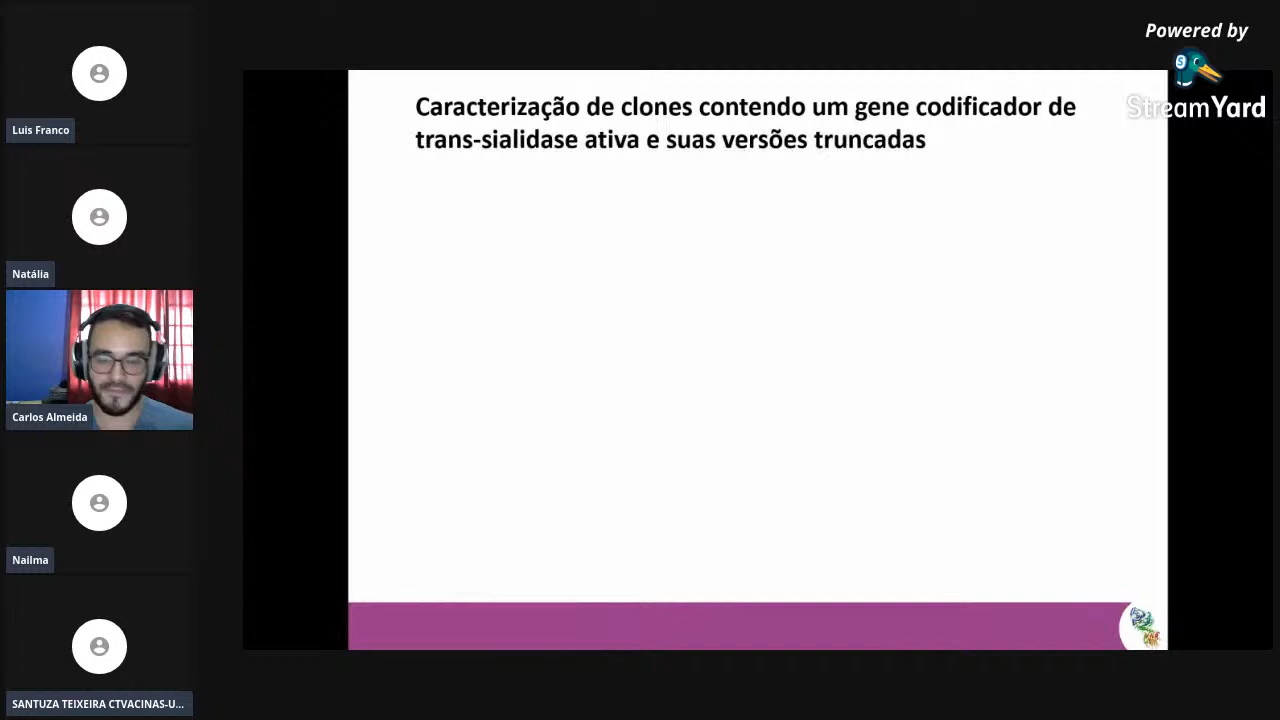 Powered by
StreamYard
Caracterização de clones contendo um gene codificador de
trans-sialidase ativa e suas versões truncadas
Luis Franco
Natália
Carlos Almeida
Nailma
SANTUZA TEIXEIRA CTVACINAS-U...